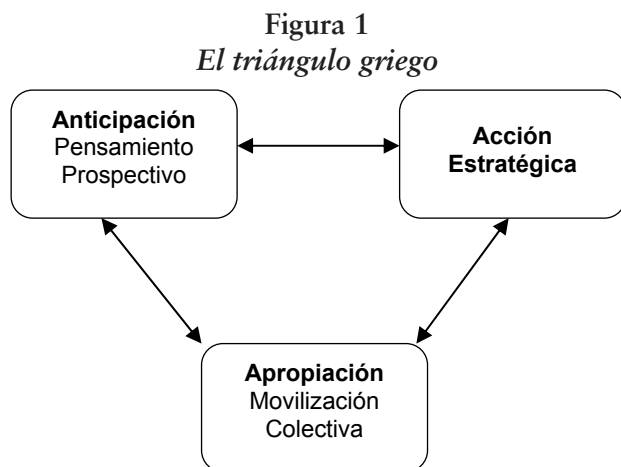 Figura 1
El triángulo griego
Anticipación
Pensamiento
Prospectivo
Acción
Estratégica
Apropiación
Movilización
Colectiva